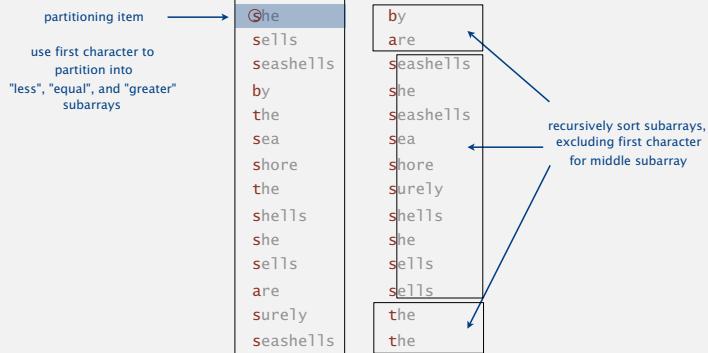 partitioning item
use first character to
partition into
"less", "equal", and "greater"
subarrays
she
sells
seashells
by
the
sea
shore
the
shells
she
sells
are
surely
seashells
by
are
seashells
she
seashells
sea
shore
surely
shells
she
sells
sells
the
the
recursively sort subarrays,
excluding first character
for middle subarray